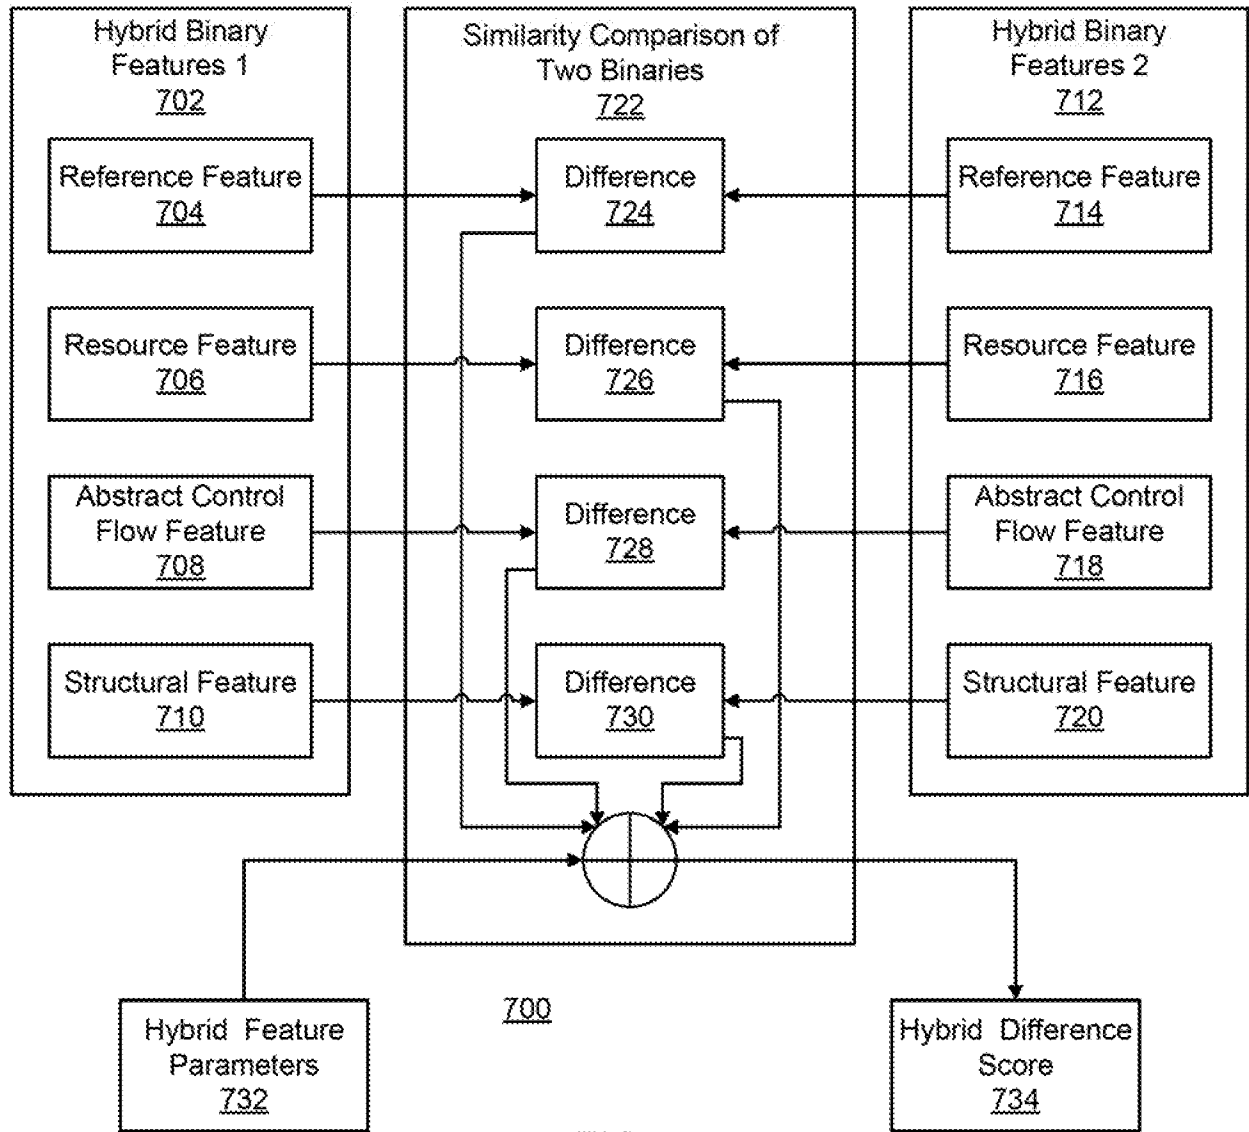 Hybrid Binary
Features 1
702
Reference Feature
704
Resource Feature
706
Abstract Control
Flow Feature
708
Structural Feature
710
Similarity Comparison of
Two Binaries
722
Difference
724
Difference
726
Difference
728
Difference
730
Hybrid Binary
Features 2
712
Reference Feature
714
Resource Feature
716
Abstract Control
Flow Feature
718
Structural Feature
720
700
Hybrid Feature
Parameters
732
Hybrid Difference
Score
734